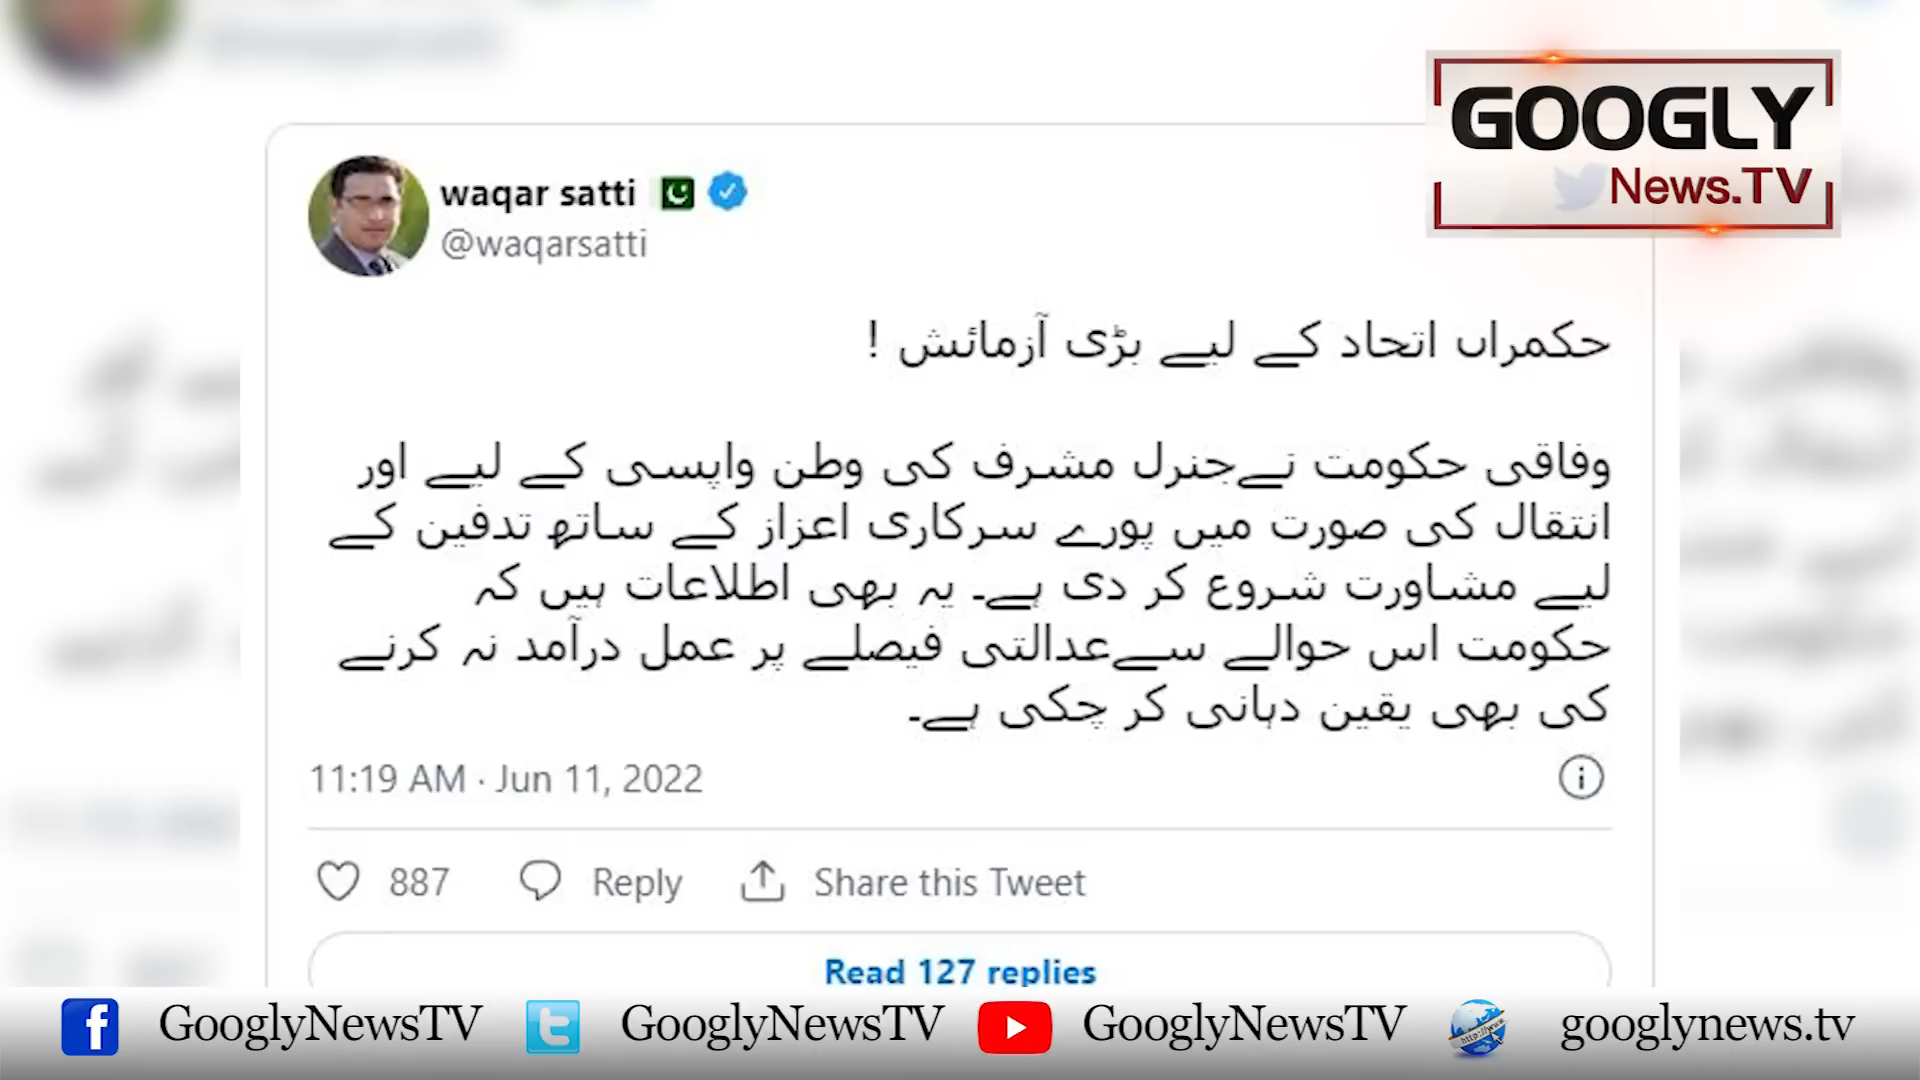 GOOGLY
News.TV
waqar satti
@waqarsatti
حکمراں اتحاد کے لیے بڑی آزمائش !
وفاقی حکومت نےجنرل مشرف کی وطن واپسی کے لیے اور
انتقال کی صورت میں پورے سرکاری اعزاز کے ساتھ تدفین کے
لیے مشاورت شروع کر دی ہے۔ یہ بھی اطلاعات ہیں کہ
حکومت اس حوالے سےعدالتی فیصلے پر عمل درآمد نہ کرنے
کی بھی یقین دہانی کر چکی ہے۔
11:19 AM · Jun 11, 2022
887 Reply Share this Tweet
Read 127 replies
GooglyNewsTV GooglyNewsTV GooglyNewsTV googlynews.tv